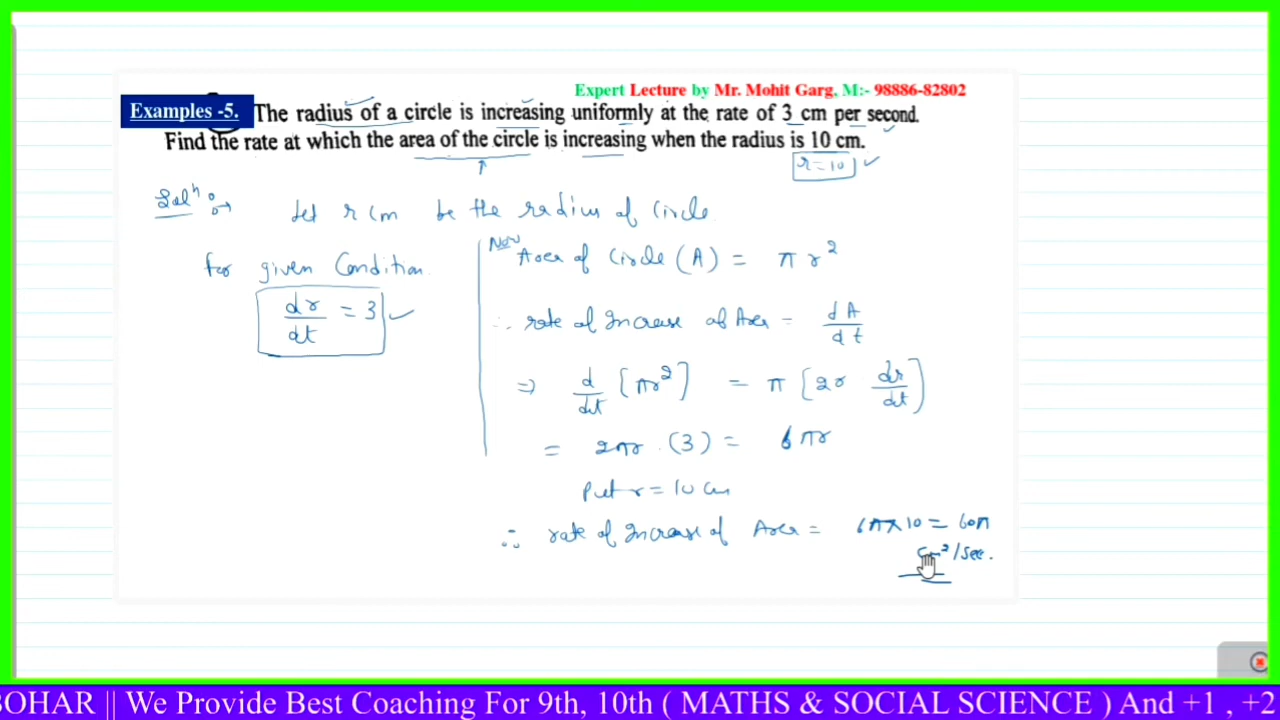 Expert Lecture by Mr. Mohit Garg, M:- 98886-82802
Examples -5. The radius of a circle is increasing uniformly at the rate of 3 cm per second.
Find the rate at which the area of the circle is increasing when the radius is 10 cm.
r = 10 ✓
Solⁿ :→ Let r cm be the radius of Circle.
for given Condition
dr/dt = 3 ✓
Now
Area of Circle (A) = πr²
∴ rate of Increase of Area = dA/dt
⇒ d/dt [πr²] = π [2r dr/dt]
= 2πr . (3) = 6πr
Put r = 10 cm
∴ rate of Increase of Area = 6π×10 = 60π
cm²/sec.
BOHAR || We Provide Best Coaching For 9th, 10th ( MATHS & SOCIAL SCIENCE ) And +1 , +2